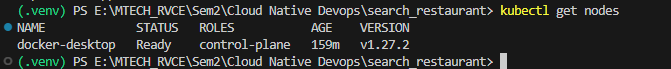 (.venv) PS E:\MTECH_RVCE\Sem2\Cloud Native Devops\search_restaurant> kubectl get nodes
NAME STATUS ROLES AGE VERSION
docker-desktop Ready control-plane 159m v1.27.2
(.venv) PS E:\MTECH_RVCE\Sem2\Cloud Native Devops\search_restaurant>